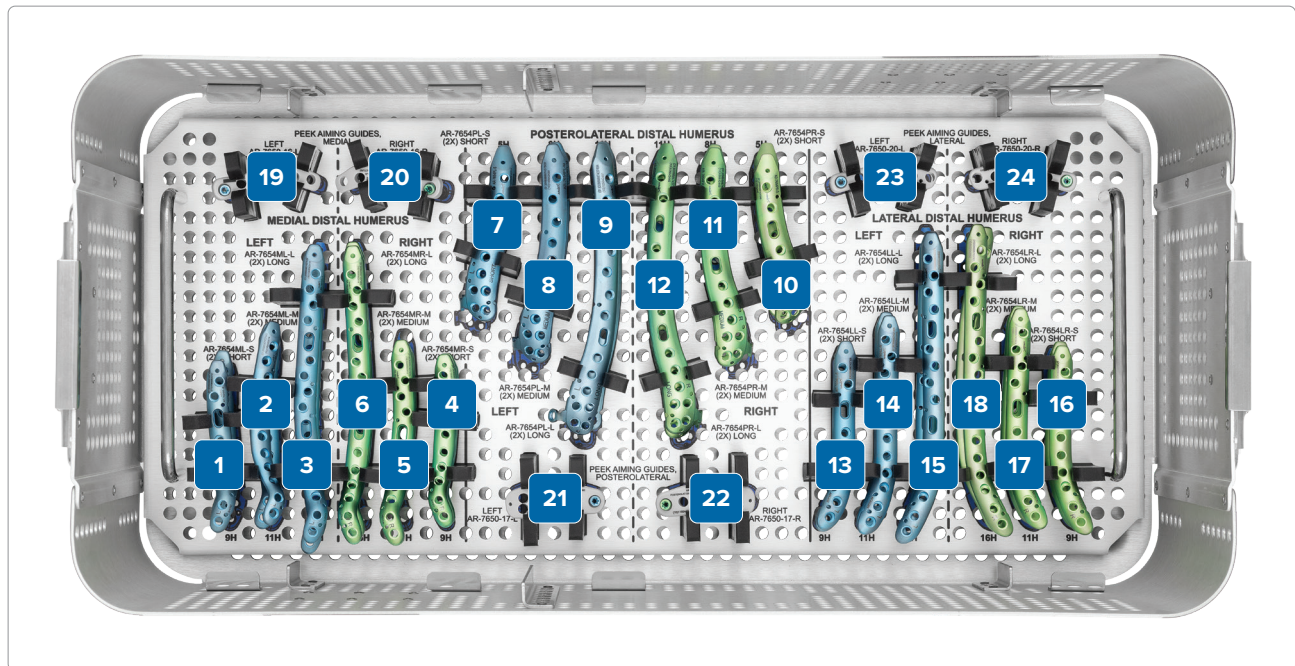 PEEK AIMING GUIDES,
MEDIAL
LEFT
RIGHT
19
20
MEDIAL DISTAL HUMERUS
LEFT
AR-7654ML-L
(2X) LONG
RIGHT
AR-7654MR-L
(2X) LONG
AR-7654ML-M
(2X) MEDIUM
AR-7654MR-M
(2X) MEDIUM
AR-7654ML-S
AR-7654MR-S
1
2
3
6
5
4
9H
11H
9H
AR-7654PL-S
(2X) SHORT
POSTEROLATERAL DISTAL HUMERUS
AR-7654PR-S
(2X) SHORT
11H
8H
5H
7
8
9
12
11
10
AR-7654PL-M
(2X) MEDIUM
LEFT
AR-7654PL-L
(2X) LONG
AR-7654PR-M
(2X) MEDIUM
RIGHT
AR-7654PR-L
(2X) LONG
PEEK AIMING GUIDES,
POSTEROLATERAL
21
22
LEFT
AR-7650-17-L
RIGHT
AR-7650-17-R
PEEK AIMING GUIDES,
LATERAL
LEFT
AR-7650-20-L
RIGHT
AR-7650-20-R
23
24
LATERAL DISTAL HUMERUS
LEFT
AR-7654LL-L
(2X) LONG
RIGHT
AR-7654LR-L
(2X) LONG
AR-7654LL-M
(2X) MEDIUM
AR-7654LR-M
(2X) MEDIUM
AR-7654LL-S
(2X) SHORT
AR-7654LR-S
(2X) SHORT
13
14
15
18
17
16
9H
11H
16H
11H
9H